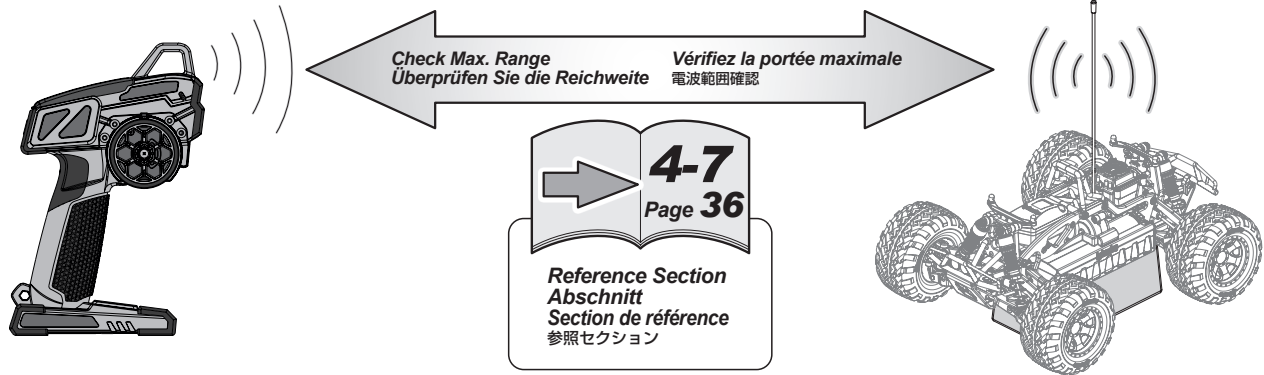 Check Max. Range
Überprüfen Sie die Reichweite
Vérifiez la portée maximale
電波範囲確認
4-7
Page 36
Reference Section
Abschnitt
Section de référence
参照セクション